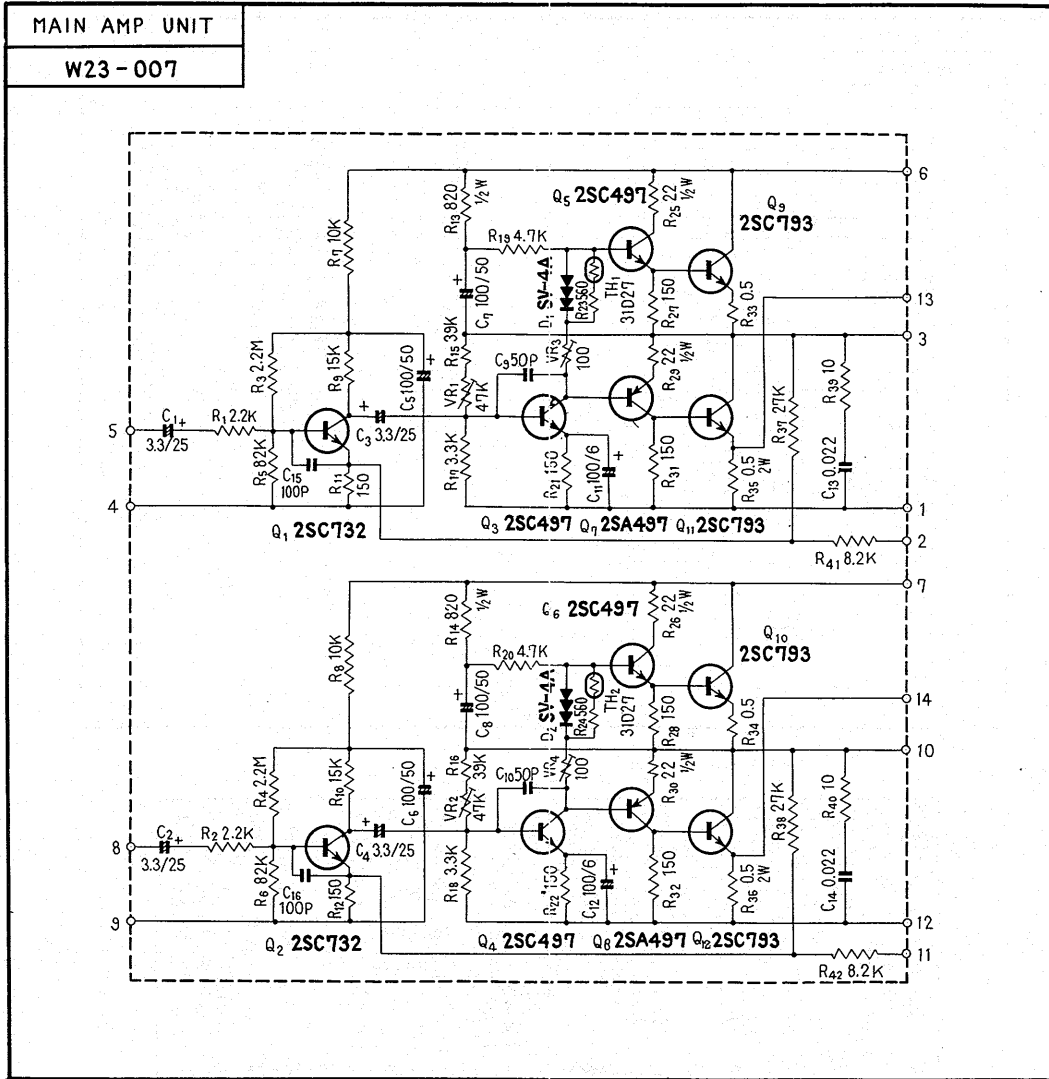 MAIN AMP UNIT
W23-007
6
R13 820
½W
Q5 2SC497
R25 22
½W
Q9
2SC793
R7 10K
R19 4.7K
C7 100/50
D1 SV-4A
R23 560
TH1
31D27
R27 150
R33 0.5
13
3
R3 2.2M
R9 15K
C5 100/50
R15 39K
VR1
47K
C9 50P
VR3
100
R29 22
½W
R37 27K
R39 10
5
C1
3.3/25
R1 2.2K
C3 3.3/25
R5 82K
C15
100P
R11
150
R17 3.3K
R21 150
C11 100/6
R31 150
R35 0.5
2W
C13 0.022
4
1
Q1 2SC732
Q3 2SC497
Q7 2SA497
Q11 2SC793
2
R41 8.2K
7
R14 820
½W
2SC497
R26 22
½W
Q10
2SC793
R8 10K
R20 4.7K
C8 100/50
D2 SV-4A
R24 560
TH2
31D27
R28 150
R34 0.5
14
10
R4 2.2M
R10 15K
C6 100/50
R16
39K
VR2
47K
C10 50P
VR4
100
R30 22
½W
R38 27K
R40 10
8
C2
3.3/25
R2 2.2K
C4 3.3/25
R6 82K
C16
100P
R12 150
R18 3.3K
R22 150
C12 100/6
R32 150
R36 0.5
2W
C14 0.022
9
12
Q2 2SC732
Q4 2SC497
Q8 2SA497
Q12 2SC793
11
R42 8.2K